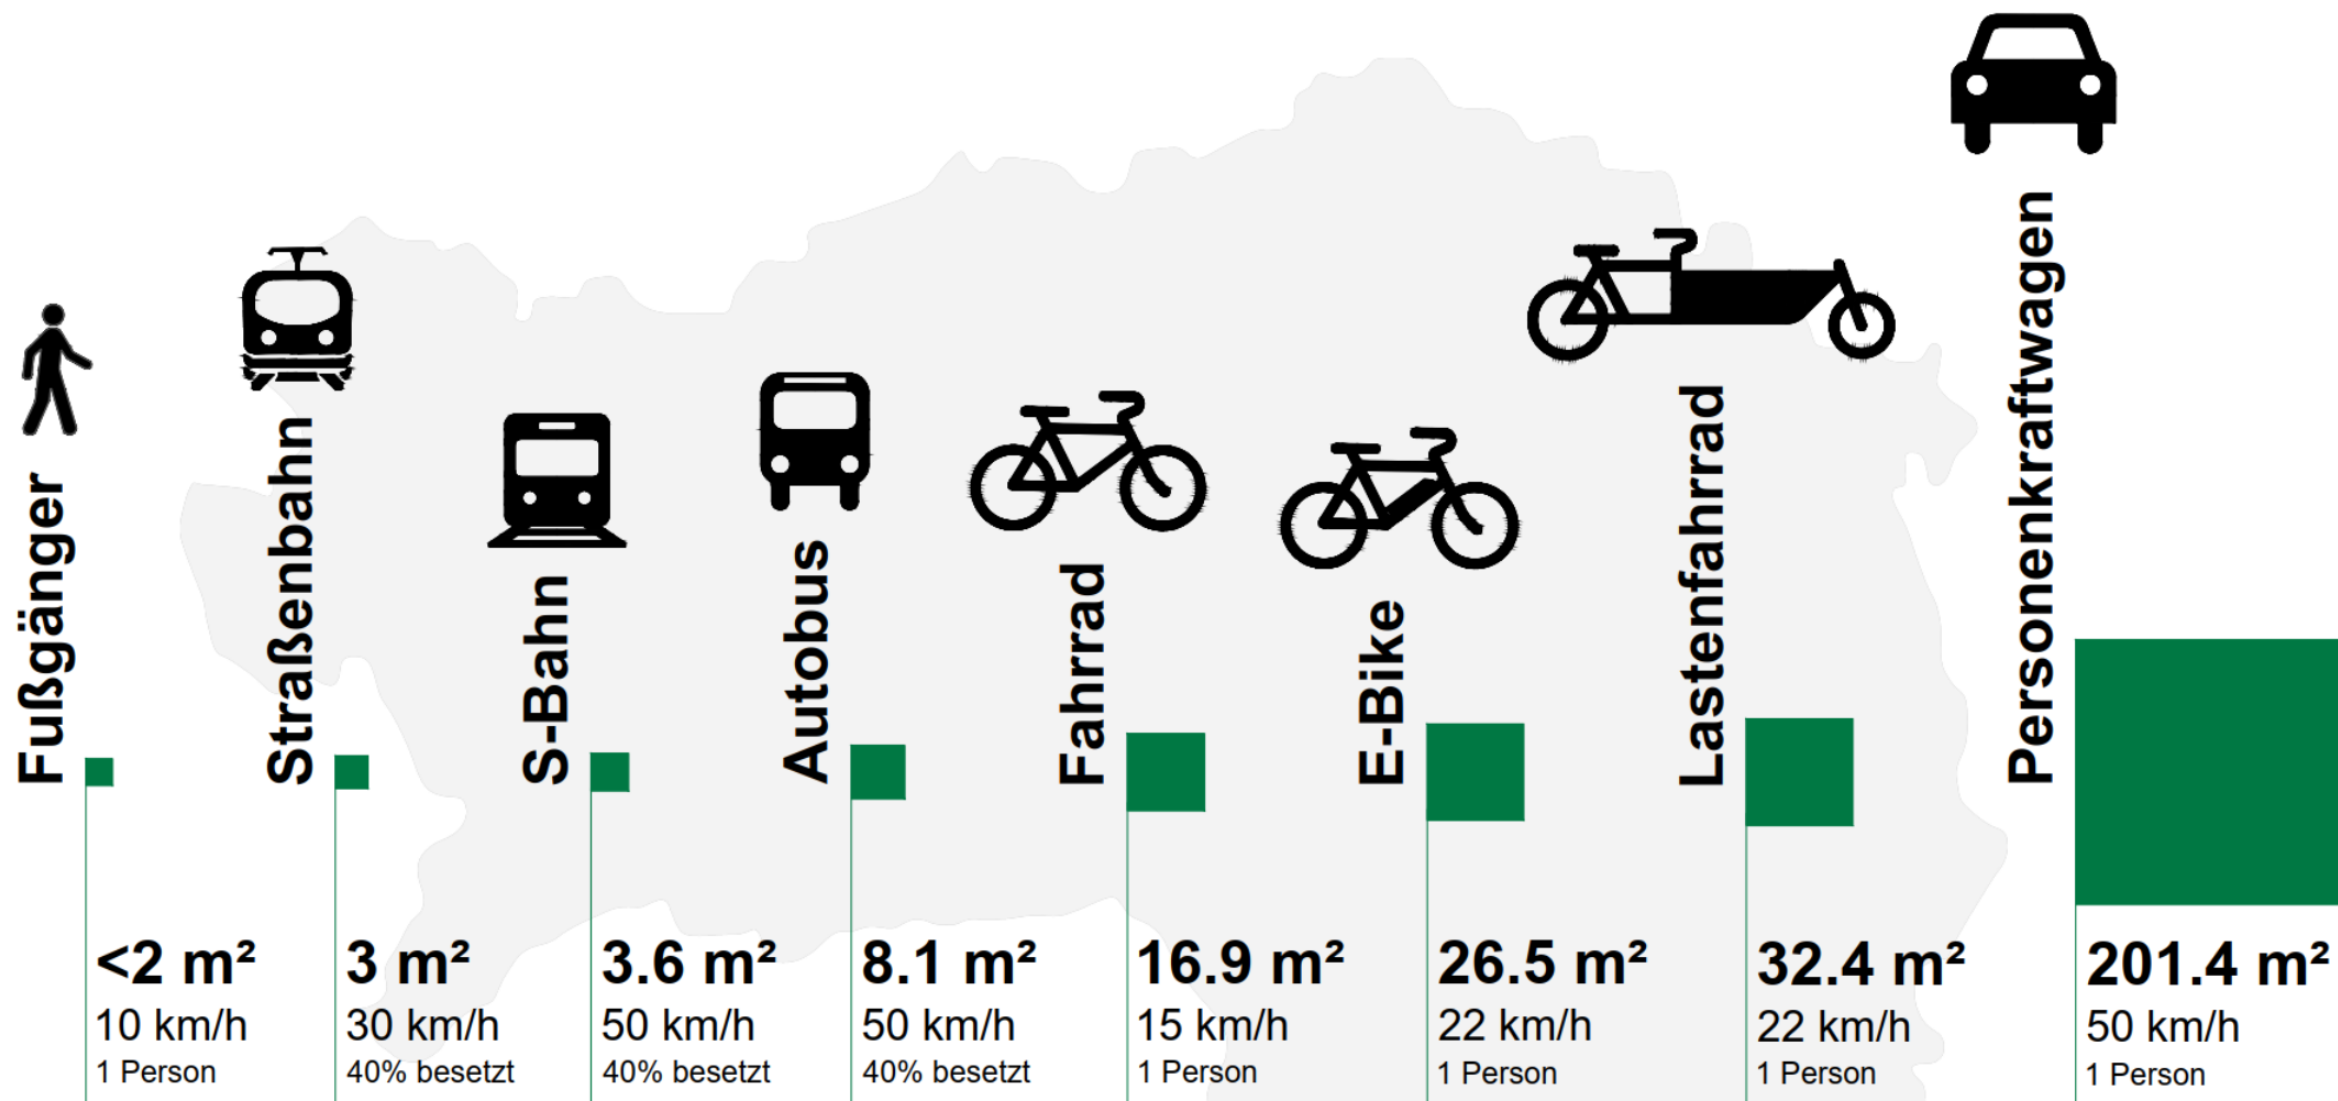 Fußgänger
<2 m²
10 km/h
1 Person
Straßenbahn
3 m²
30 km/h
40% besetzt
S-Bahn
3.6 m²
50 km/h
40% besetzt
Autobus
8.1 m²
50 km/h
40% besetzt
Fahrrad
16.9 m²
15 km/h
1 Person
E-Bike
26.5 m²
22 km/h
1 Person
Lastenfahrrad
32.4 m²
22 km/h
1 Person
Personenkraftwagen
201.4 m²
50 km/h
1 Person